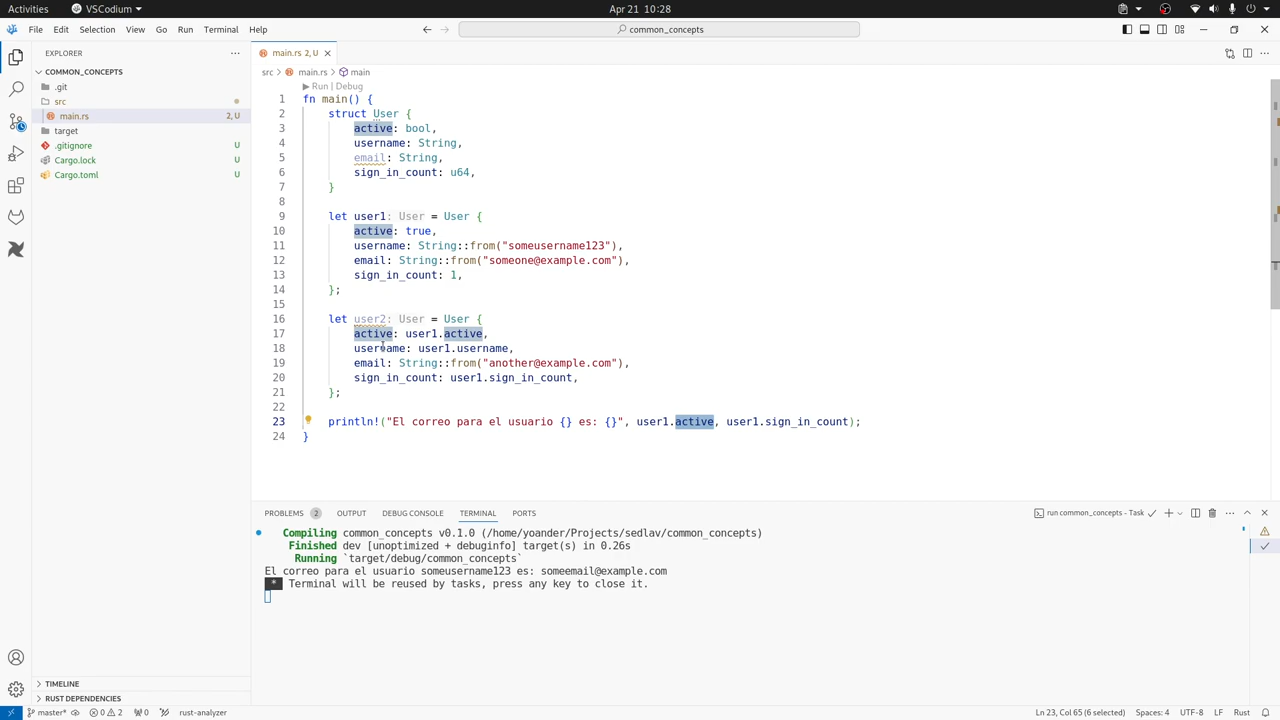 Activities
VSCodium
Apr 21 10:28
File Edit Selection View Go Run Terminal Help
common_concepts
EXPLORER
COMMON_CONCEPTS
.git
src
main.rs 2, U
target
.gitignore U
Cargo.lock U
Cargo.toml U
TIMELINE
RUST DEPENDENCIES
main.rs 2, U
src > main.rs > main
Run | Debug
1 fn main() {
2 struct User {
3 active: bool,
4 username: String,
5 email: String,
6 sign_in_count: u64,
7 }
8
9 let user1: User = User {
10 active: true,
11 username: String::from("someusername123"),
12 email: String::from("someone@example.com"),
13 sign_in_count: 1,
14 };
15
16 let user2: User = User {
17 active: user1.active,
18 username: user1.username,
19 email: String::from("another@example.com"),
20 sign_in_count: user1.sign_in_count,
21 };
22
23 println!("El correo para el usuario {} es: {}", user1.active, user1.sign_in_count);
24 }
PROBLEMS 2 OUTPUT DEBUG CONSOLE TERMINAL PORTS
run common_concepts - Task
Compiling common_concepts v0.1.0 (/home/yoander/Projects/sedlav/common_concepts)
Finished dev [unoptimized + debuginfo] target(s) in 0.26s
Running `target/debug/common_concepts`
El correo para el usuario someusername123 es: someemail@example.com
* Terminal will be reused by tasks, press any key to close it.
master* 0 2 0 rust-analyzer
Ln 23, Col 65 (6 selected) Spaces: 4 UTF-8 LF Rust